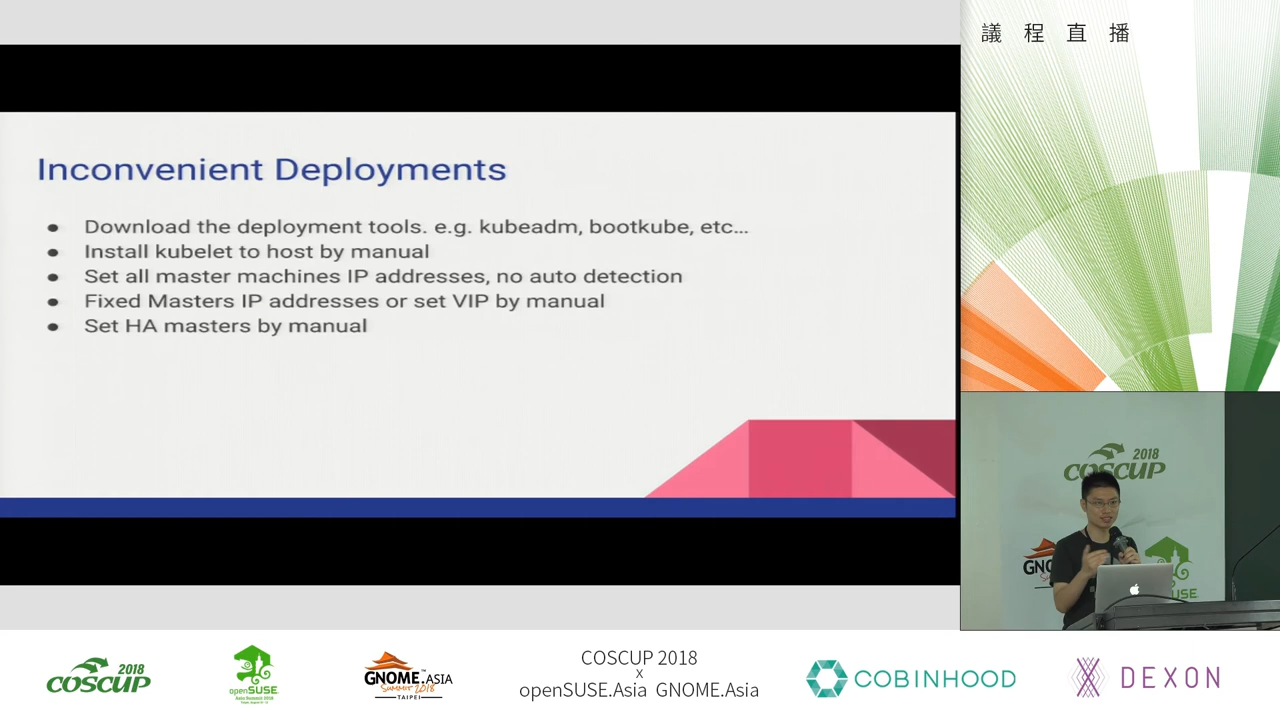 議程直播
Inconvenient Deployments
● Download the deployment tools. e.g. kubeadm, bootkube, etc...
● Install kubelet to host by manual
● Set all master machines IP addresses, no auto detection
● Fixed Masters IP addresses or set VIP by manual
● Set HA masters by manual
2018
COSCUP
GNO
SUSE
2018
COSCUP
openSUSE
Asia Summit 2018
GNOME.ASIA
SUMMIT 2018
TAIPEI
COSCUP 2018
x
openSUSE.Asia GNOME.Asia
COBINHOOD
DEXON